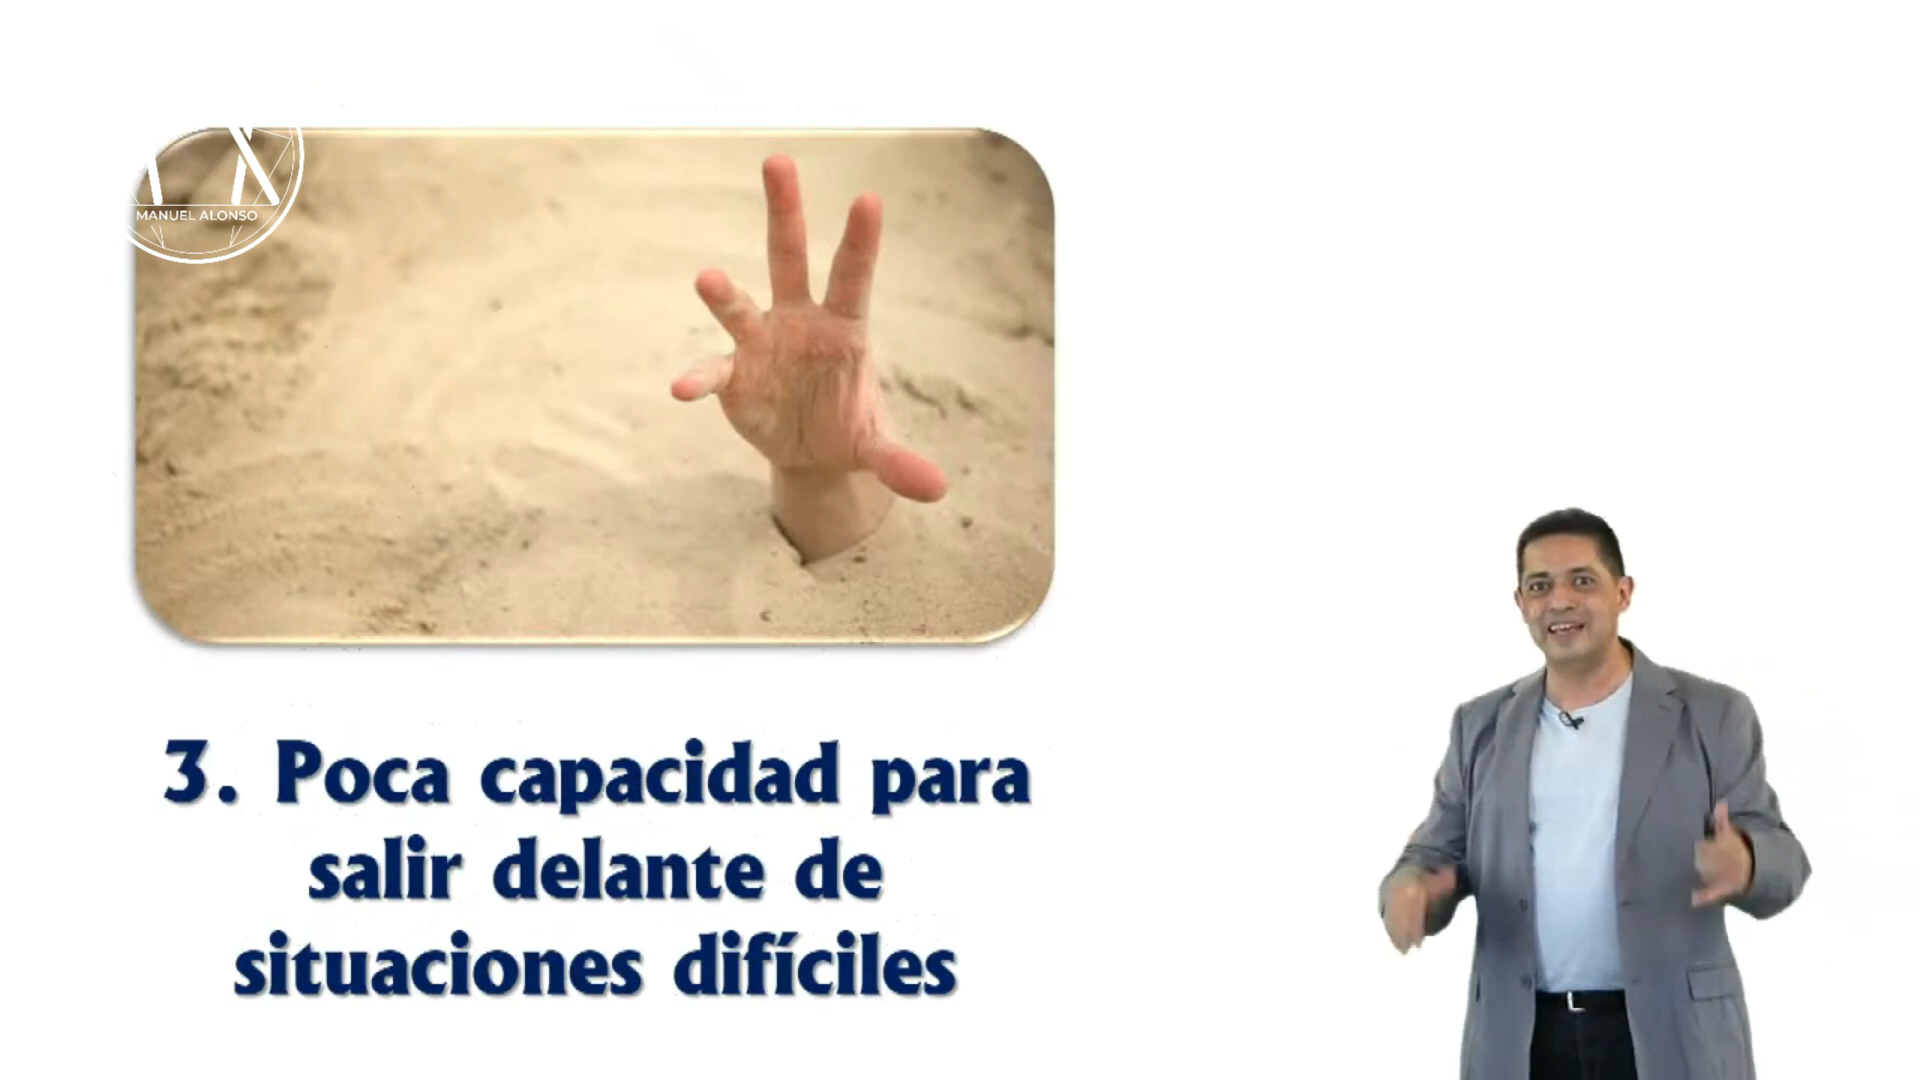 MANUEL ALONSO
3. Poca capacidad para
salir delante de
situaciones difíciles